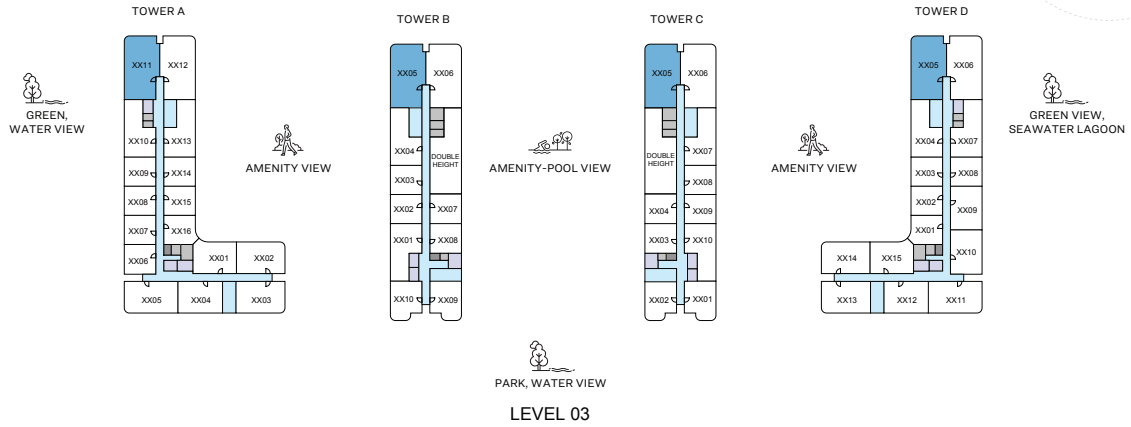 TOWER A
TOWER B
TOWER C
TOWER D
XX11
XX12
XX10
XX13
XX09
XX14
XX08
XX15
XX07
XX16
XX06
XX01
XX02
XX05
XX04
XX03
XX05
XX06
XX04
DOUBLE
HEIGHT
XX03
XX02
XX07
XX01
XX08
XX10
XX09
XX05
XX06
DOUBLE
HEIGHT
XX07
XX08
XX04
XX09
XX03
XX10
XX02
XX01
XX05
XX06
XX04
XX07
XX03
XX08
XX02
XX09
XX01
XX10
XX14
XX15
XX13
XX12
XX11
GREEN,
WATER VIEW
AMENITY VIEW
AMENITY-POOL VIEW
AMENITY VIEW
GREEN VIEW,
SEAWATER LAGOON
PARK, WATER VIEW
LEVEL 03